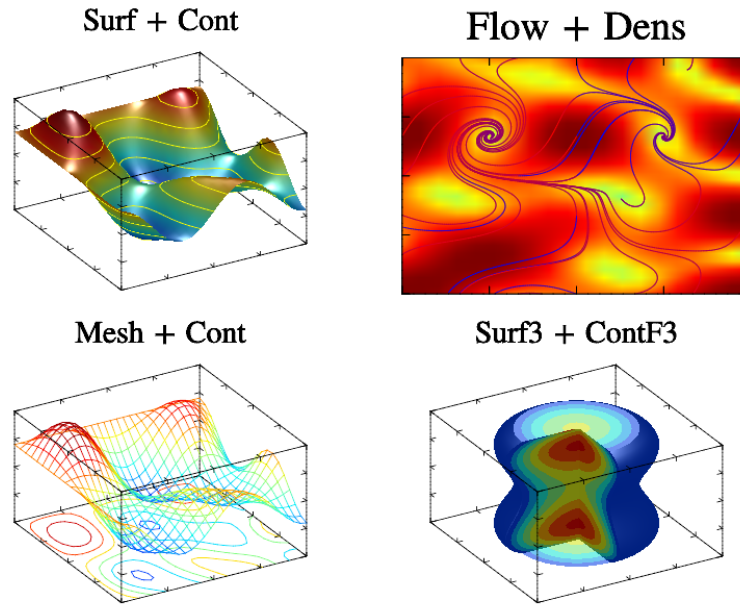 Surf + Cont
Flow + Dens
Mesh + Cont
Surf3 + ContF3